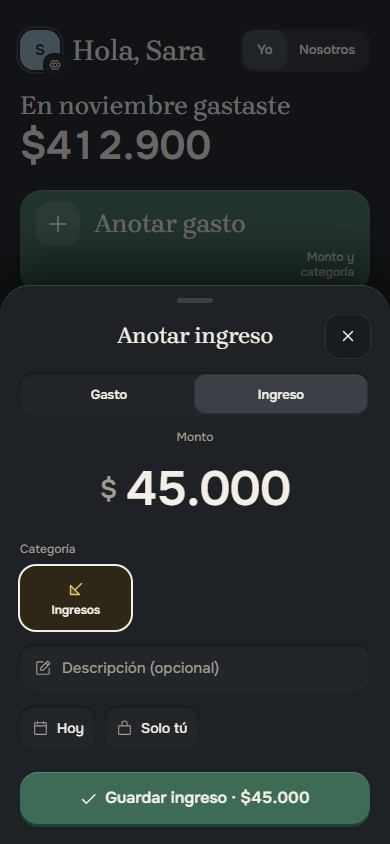 S
Hola, Sara
Yo
Nosotros
En noviembre gastaste
$412.900
Anotar gasto
Monto y
categoría
Anotar ingreso
Gasto
Ingreso
Monto
$ 45.000
Categoría
Ingresos
Descripción (opcional)
Hoy
Solo tú
Guardar ingreso · $45.000